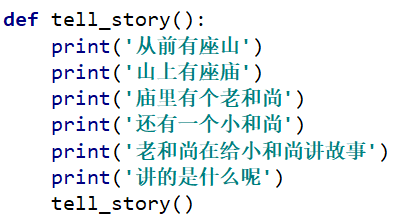 def tell_story():
    print('从前有座山')
    print('山上有座庙')
    print('庙里有个老和尚')
    print('还有一个小和尚')
    print('老和尚在给小和尚讲故事')
    print('讲的是什么呢')
    tell_story()